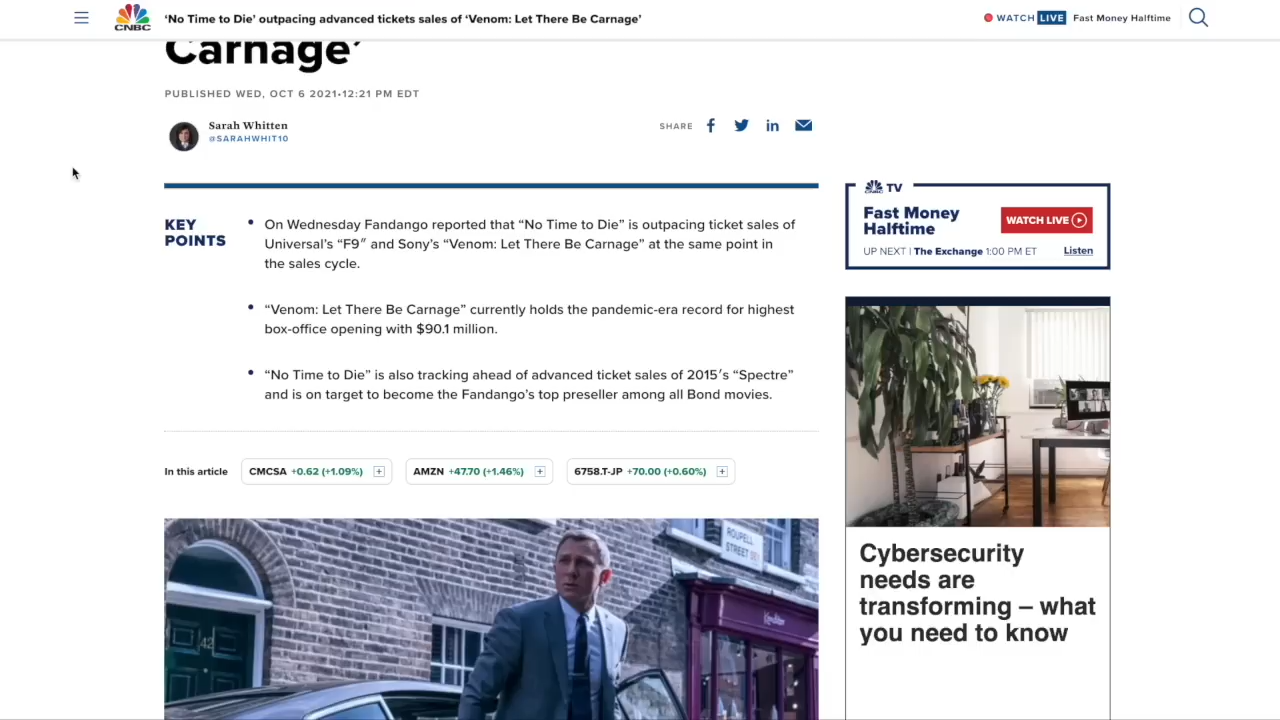 CNBC
'No Time to Die' outpacing advanced tickets sales of 'Venom: Let There Be Carnage'
WATCH LIVE Fast Money Halftime
Carnage'
PUBLISHED WED, OCT 6 2021•12:21 PM EDT
Sarah Whitten
@SARAHWHIT10
SHARE
KEY
POINTS
• On Wednesday Fandango reported that “No Time to Die” is outpacing ticket sales of
Universal's “F9″ and Sony's “Venom: Let There Be Carnage” at the same point in
the sales cycle.
• “Venom: Let There Be Carnage” currently holds the pandemic-era record for highest
box-office opening with $90.1 million.
• “No Time to Die” is also tracking ahead of advanced ticket sales of 2015′s “Spectre”
and is on target to become the Fandango's top preseller among all Bond movies.
In this article
CMCSA +0.62 (+1.09%) +
AMZN +47.70 (+1.46%) +
6758.T-JP +70.00 (+0.60%) +
ROUPELL
STREET SE1
42
CNBC TV
Fast Money
Halftime
WATCH LIVE
UP NEXT | The Exchange 1:00 PM ET
Listen
Cybersecurity
needs are
transforming – what
you need to know